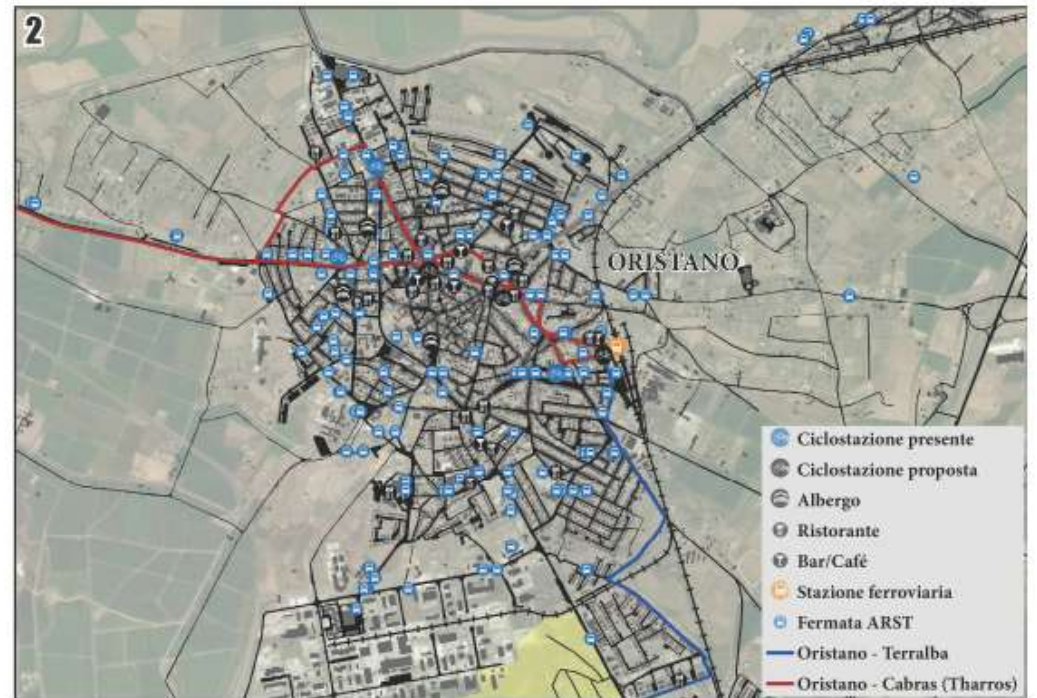 2
ORISTANO
Ciclostazione presente
Ciclostazione proposta
Albergo
Ristorante
Bar/Café
Stazione ferroviaria
Fermata ARST
Oristano - Terralba
Oristano - Cabras (Tharros)